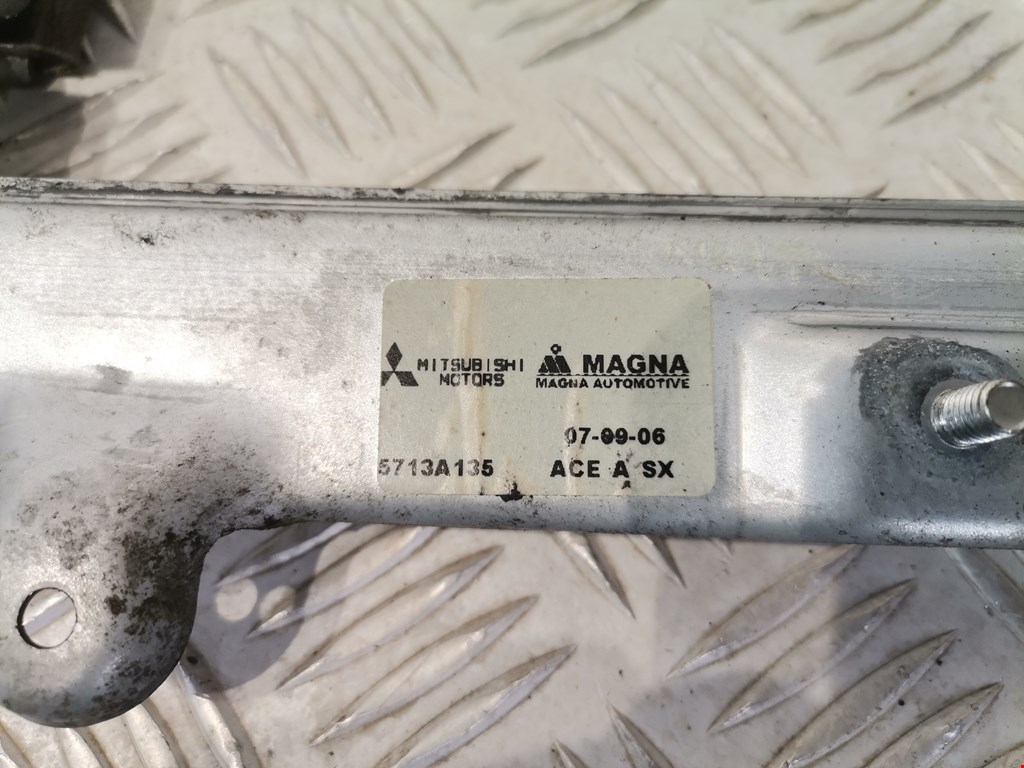 MITSUBISHI
MOTORS
MAGNA
MAGNA AUTOMOTIVE
07-09-06
5713A135 ACE A SX